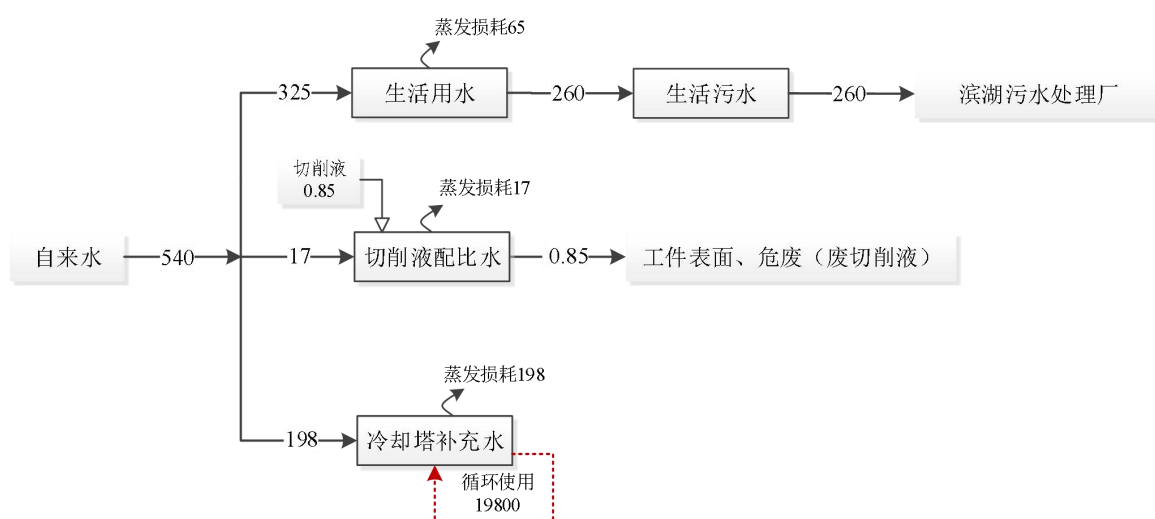 蒸发损耗65
325
生活用水
260
生活污水
260
滨湖污水处理厂
切削液
0.85
蒸发损耗17
自来水
540
17
切削液配比水
0.85
工件表面、危废（废切削液）
蒸发损耗198
198
冷却塔补充水
循环使用
19800